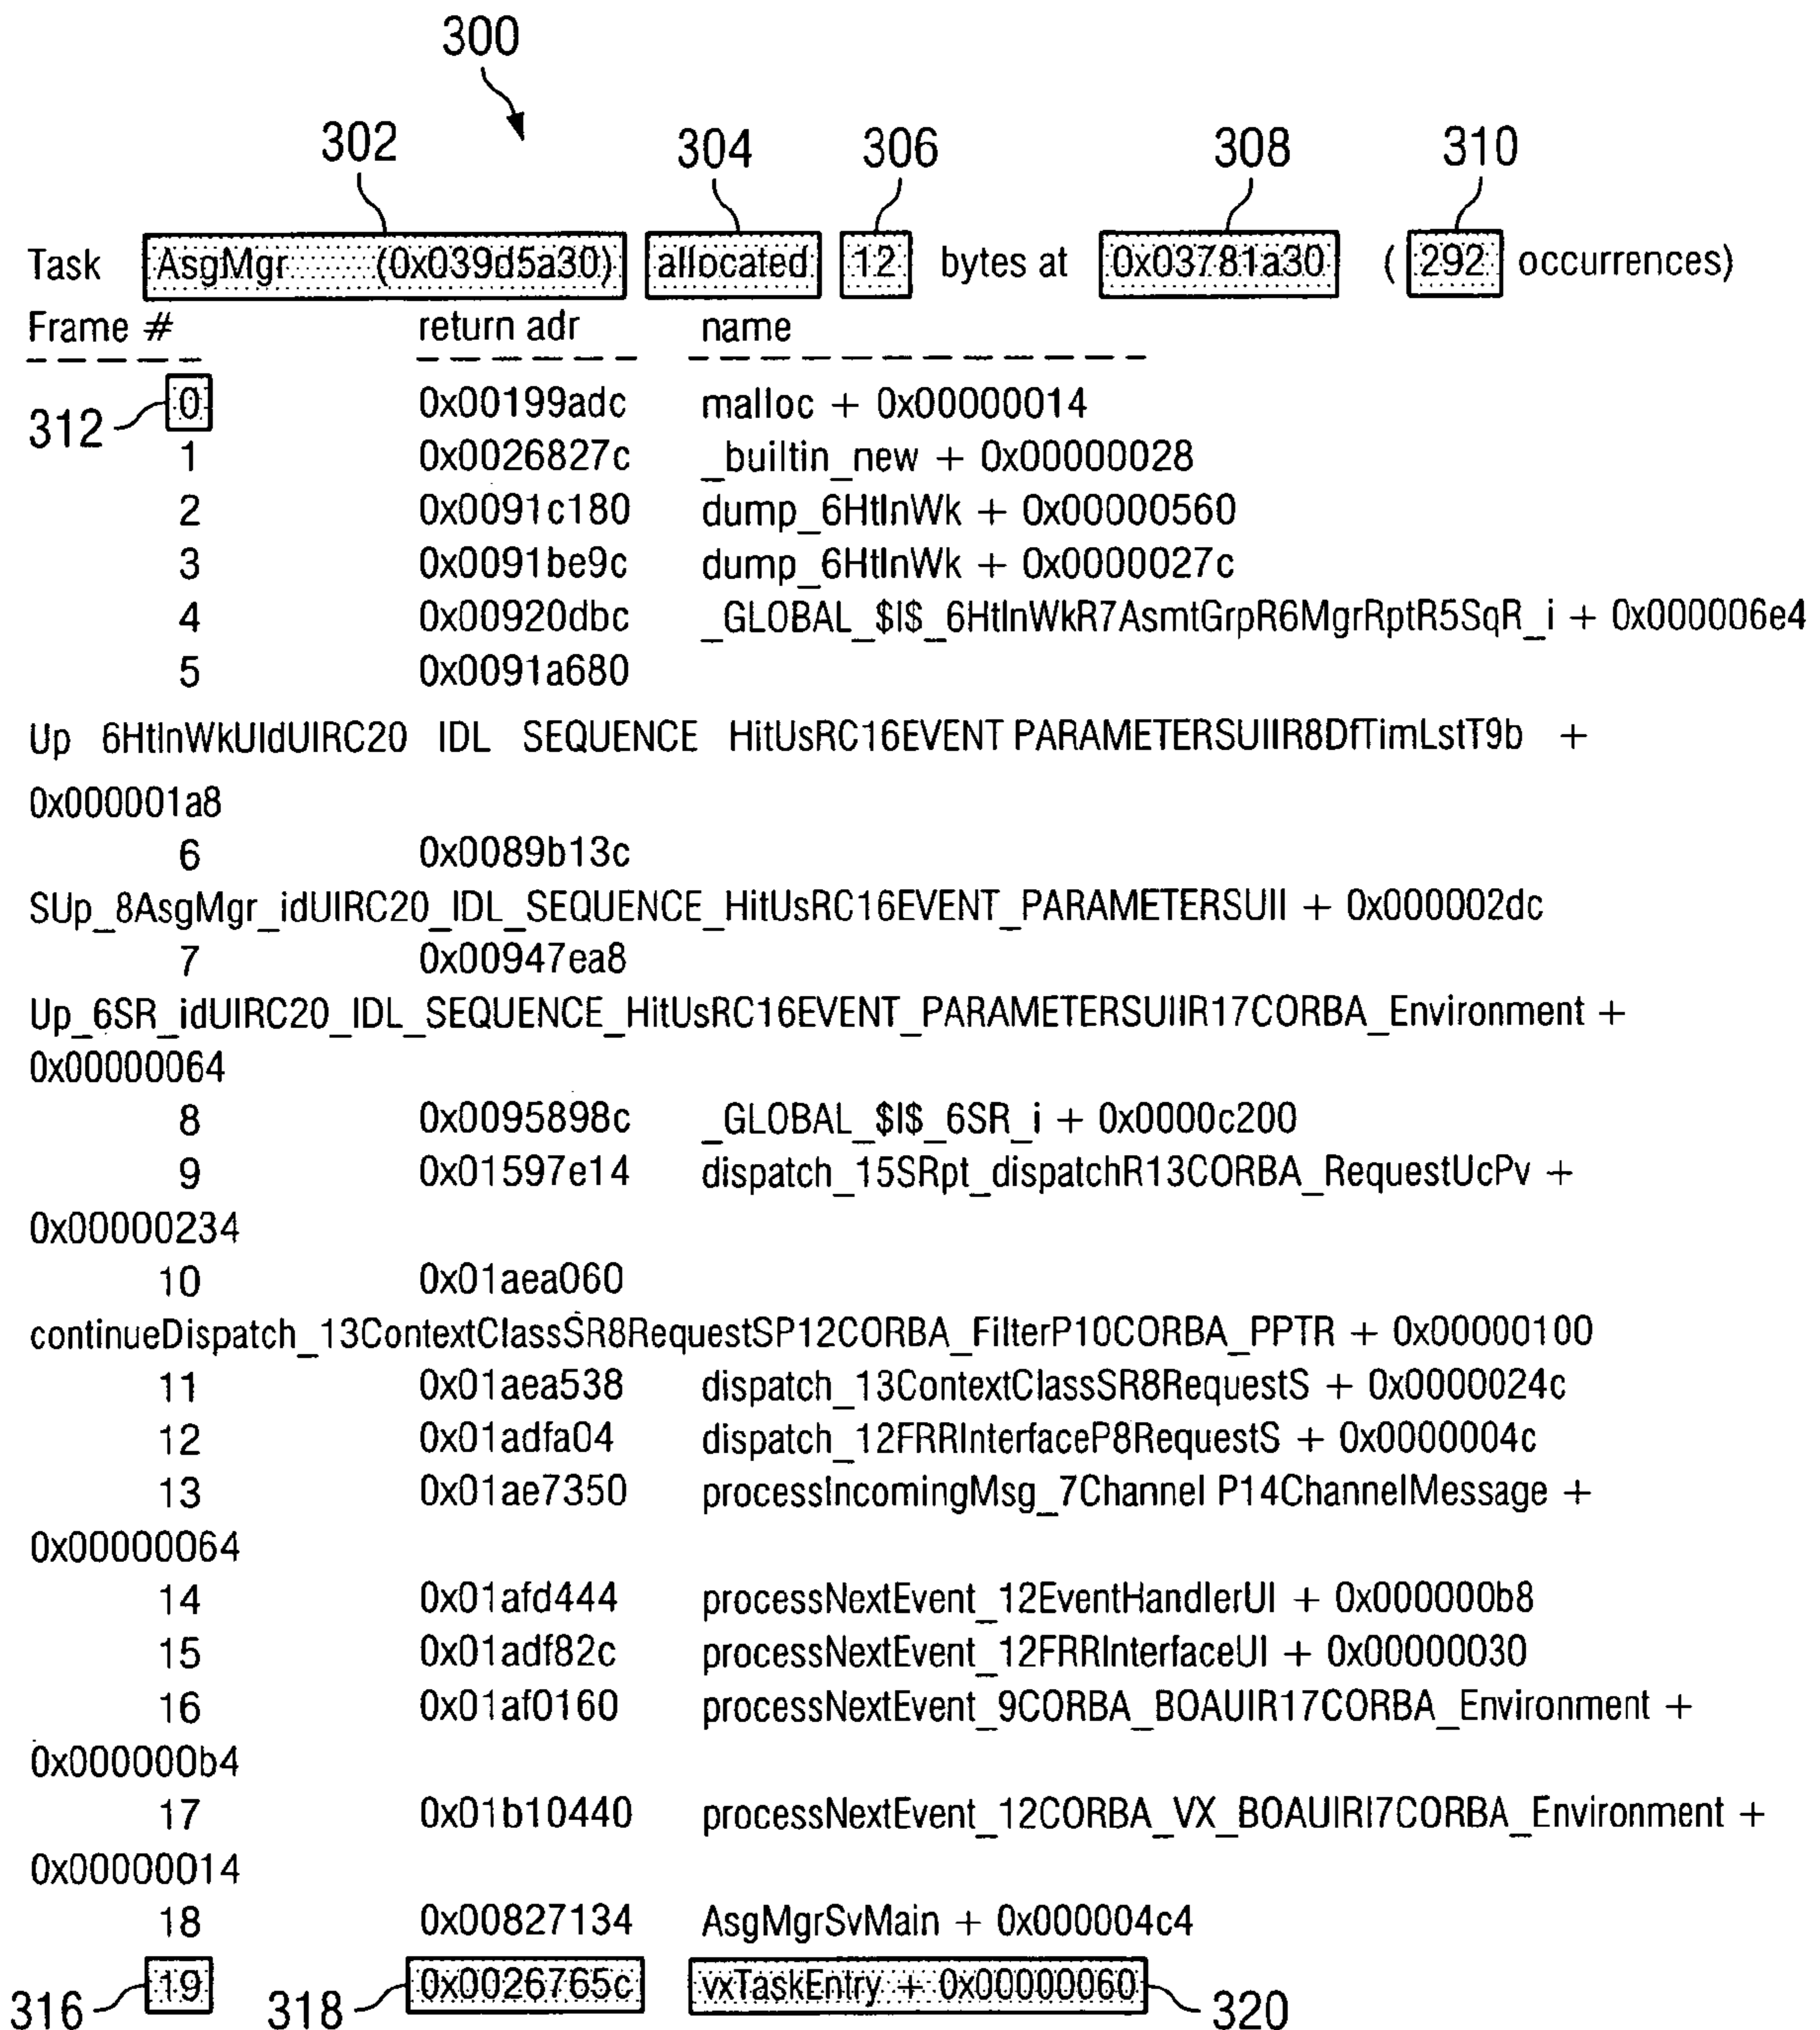 300
302 304 306 308 310
Task AsgMgr (0x039d5a30) allocated 12 bytes at 0x03781a30 ( 292 occurrences)
Frame # return adr name
0 0x00199adc malloc + 0x00000014
312
1 0x0026827c _builtin_new + 0x00000028
2 0x0091c180 dump_6HtlnWk + 0x00000560
3 0x0091be9c dump_6HtlnWk + 0x0000027c
4 0x00920dbc _GLOBAL_$I$_6HtlnWkR7AsmtGrpR6MgrRptR5SqR_i + 0x000006e4
5 0x0091a680
Up 6HtlnWkUIdUIRC20 IDL SEQUENCE HitUsRC16EVENT PARAMETERSUIIR8DfTimLstT9b +
0x000001a8
6 0x0089b13c
SUp_8AsgMgr_idUIRC20_IDL_SEQUENCE_HitUsRC16EVENT_PARAMETERSUII + 0x000002dc
7 0x00947ea8
Up_6SR_idUIRC20_IDL_SEQUENCE_HitUsRC16EVENT_PARAMETERSUIIR17CORBA_Environment +
0x00000064
8 0x0095898c _GLOBAL_$I$_6SR_i + 0x0000c200
9 0x01597e14 dispatch_15SRpt_dispatchR13CORBA_RequestUcPv +
0x00000234
10 0x01aea060
continueDispatch_13ContextClassSR8RequestSP12CORBA_FilterP10CORBA_PPTR + 0x00000100
11 0x01aea538 dispatch_13ContextClassSR8RequestS + 0x0000024c
12 0x01adfa04 dispatch_12FRRInterfaceP8RequestS + 0x0000004c
13 0x01ae7350 processIncomingMsg_7Channel P14ChannelMessage +
0x00000064
14 0x01afd444 processNextEvent_12EventHandlerUI + 0x000000b8
15 0x01adf82c processNextEvent_12FRRInterfaceUI + 0x00000030
16 0x01af0160 processNextEvent_9CORBA_BOAUIR17CORBA_Environment +
0x000000b4
17 0x01b10440 processNextEvent_12CORBA_VX_BOAUIRI7CORBA_Environment +
0x00000014
18 0x00827134 AsgMgrSvMain + 0x000004c4
19 0x0026765c vxTaskEntry + 0x00000060
316 318 320